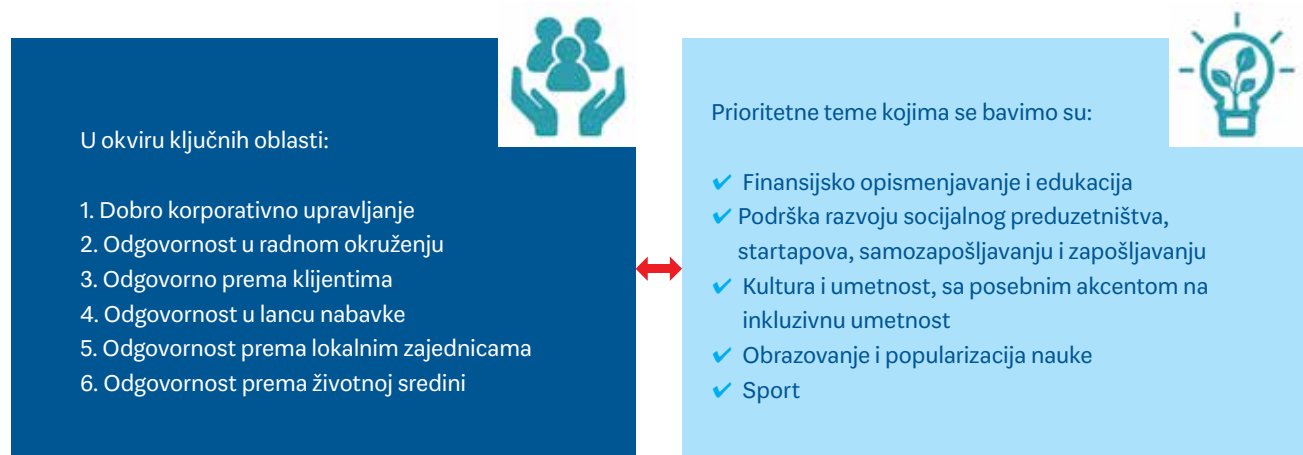 U okviru ključnih oblasti:
1. Dobro korporativno upravljanje
2. Odgovornost u radnom okruženju
3. Odgovorno prema klijentima
4. Odgovornost u lancu nabavke
5. Odgovornost prema lokalnim zajednicama
6. Odgovornost prema životnoj sredini
Prioritetne teme kojima se bavimo su:
✔ Finansijsko opismenjavanje i edukacija
✔ Podrška razvoju socijalnog preduzetništva,
startapova, samozapošljavanju i zapošljavanju
✔ Kultura i umetnost, sa posebnim akcentom na
inkluzivnu umetnost
✔ Obrazovanje i popularizacija nauke
✔ Sport